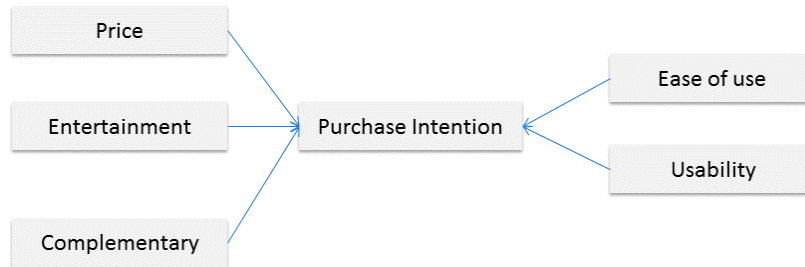 Price
Entertainment
Complementary
Purchase Intention
Ease of use
Usability